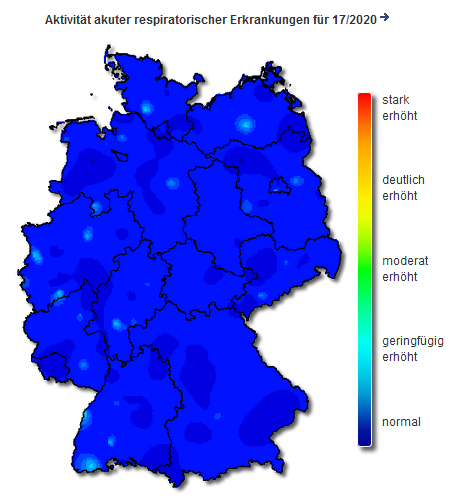 Aktivität akuter respiratorischer Erkrankungen für 17/2020
stark
erhöht
deutlich
erhöht
moderat
erhöht
geringfügig
erhöht
normal